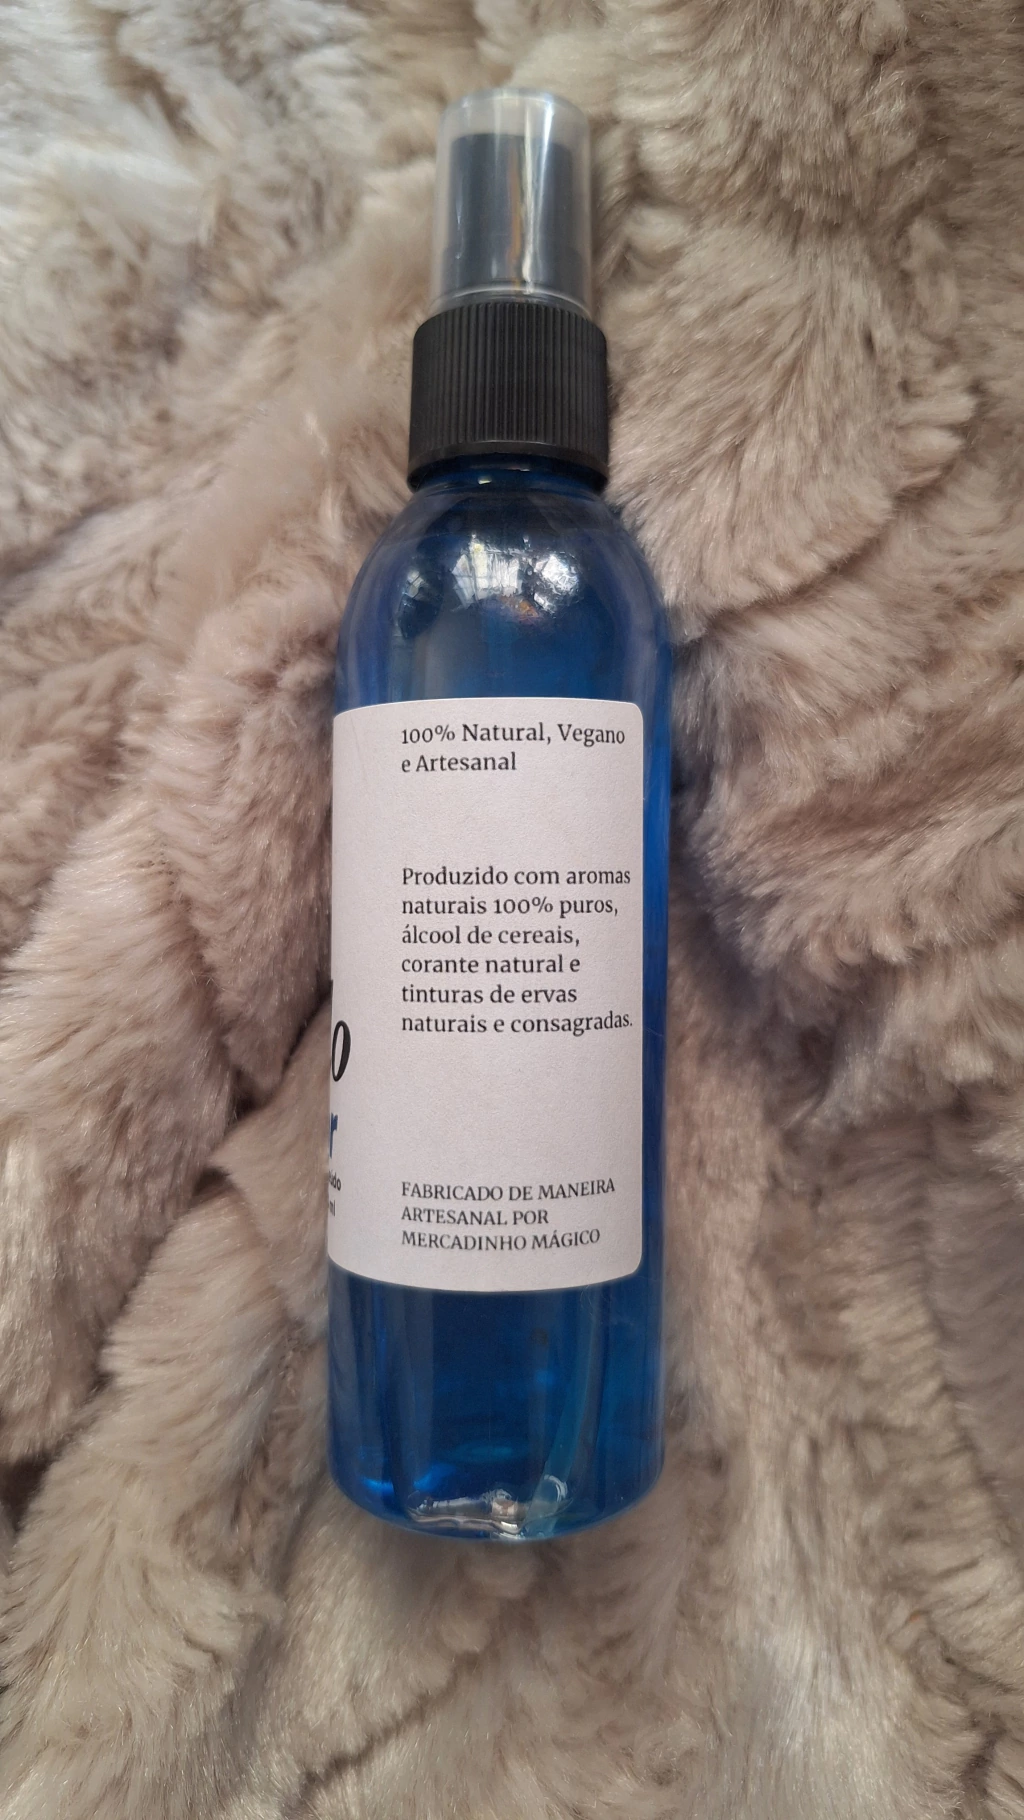 100% Natural, Vegano
e Artesanal
Produzido com aromas
naturais 100% puros,
álcool de cereais,
corante natural e
tinturas de ervas
naturais e consagradas.
FABRICADO DE MANEIRA
ARTESANAL POR
MERCADINHO MÁGICO